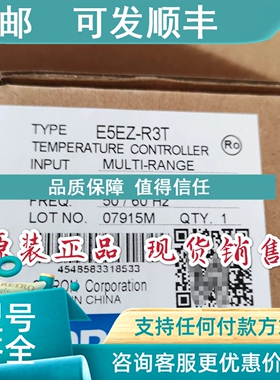 邮 可发顺丰
TYPE E5EZ-R3T
TEMPERATURE CONTROLLER
INPUT MULTI-RANGE
品质保障 值得信任
FREQ. 50/60 Hz
LOT NO. 07915M QTY. 1
原装正品 现货销售
4548583318533
Corporation
CHINA
型号
齐全
支持任何付款方式
咨询客服更多优惠